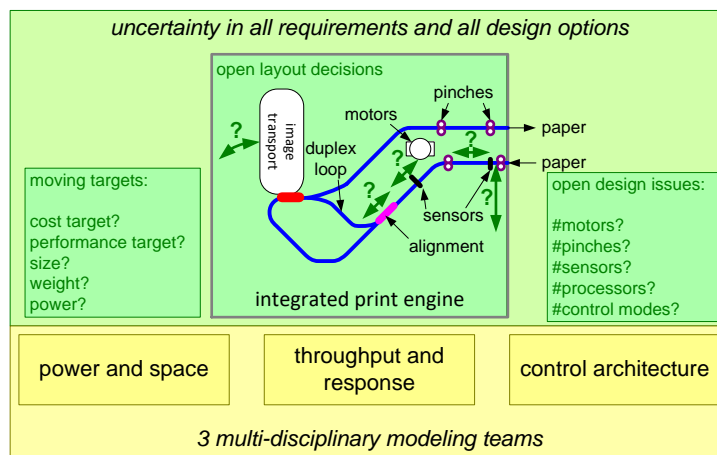 uncertainty in all requirements and all design options
open layout decisions
pinches
motors
paper
paper
image
transport
duplex
loop
sensors
alignment
?
?
?
?
?
integrated print engine
moving targets:
cost target?
performance target?
size?
weight?
power?
open design issues:
#motors?
#pinches?
#sensors?
#processors?
#control modes?
power and space
throughput and
response
control architecture
3 multi-disciplinary modeling teams